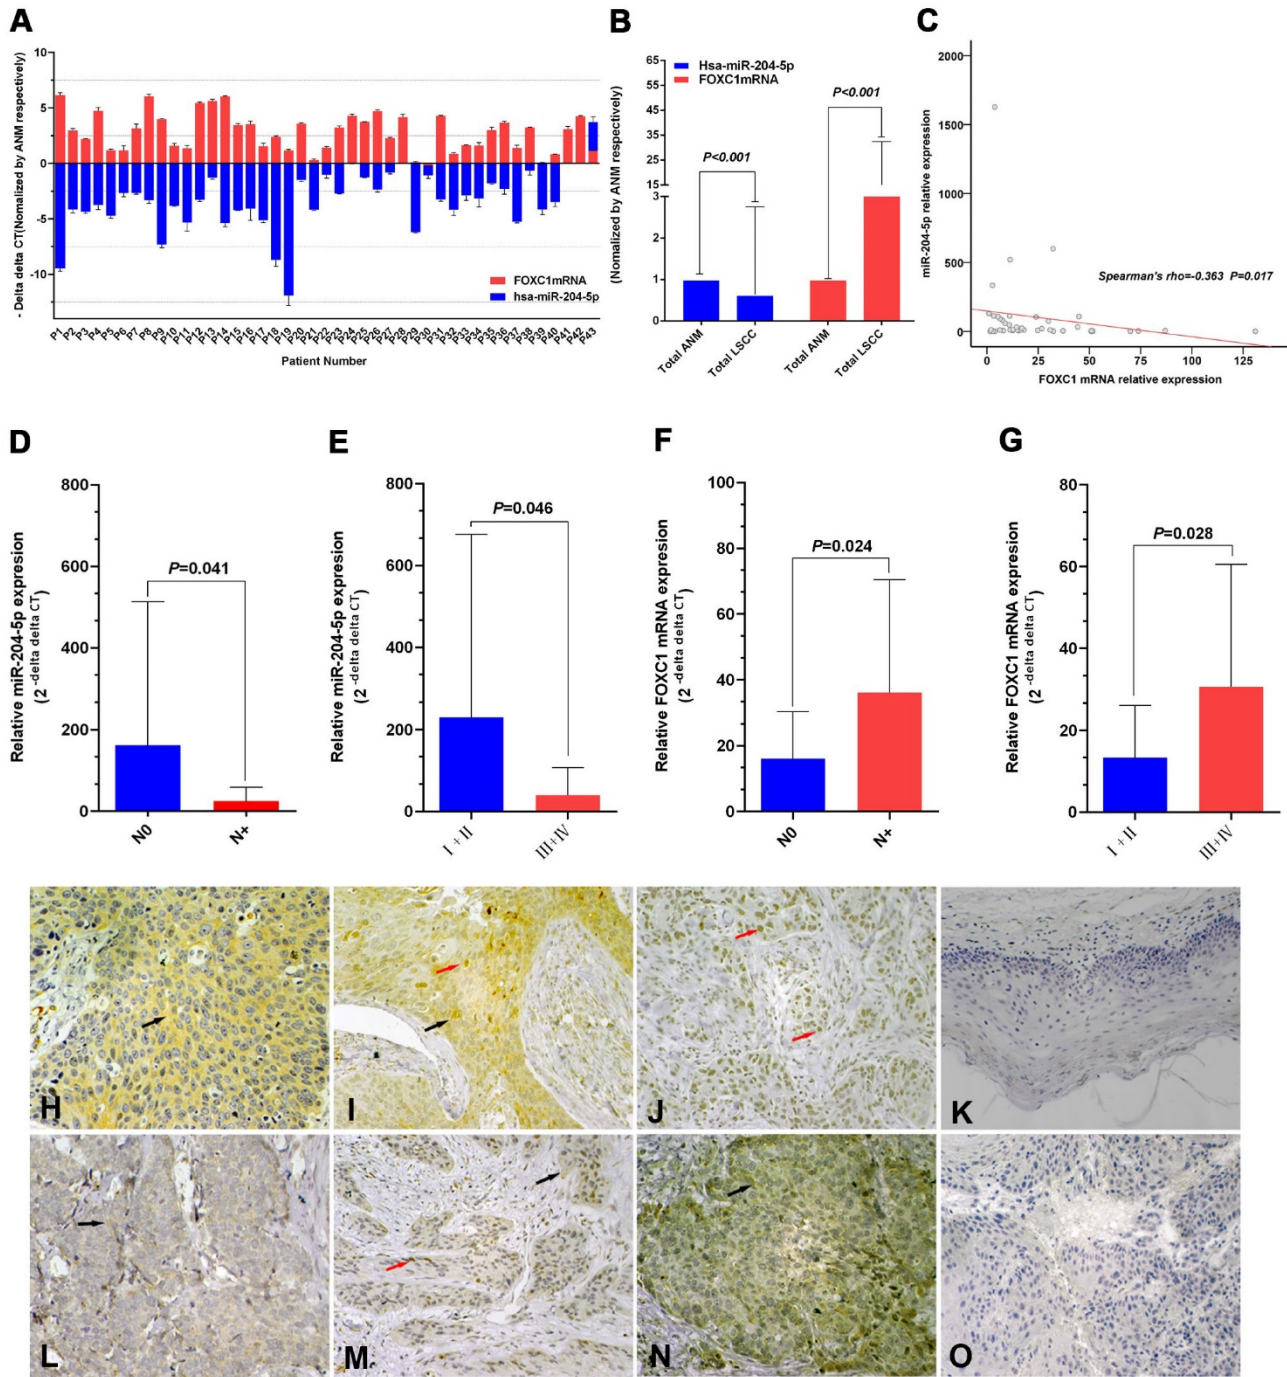 A
- Delta delta CT(Nomalized by ANM respectively)
10
5
0
-5
-10
FOXC1mRNA
hsa-miR-204-5p
P1 P2 P3 P4 P5 P6 P7 P8 P9 P10 P11 P12 P13 P14 P15 P16 P17 P18 P19 P20 P21 P22 P23 P24 P25 P26 P27 P28 P29 P30 P31 P32 P33 P35 P36 P37 P38 P39 P40 P41 P42 P43
Patient Number
B
(Nomalized by ANM respectively)
65
55
45
35
25
15
3
2
1
0
Hsa-miR-204-5p
FOXC1mRNA
P<0.001
P<0.001
Total ANM
Total LSCC
Total ANM
Total LSCC
C
miR-204-5p relative expression
2000
1500
1000
500
0
Spearman's rho=-0.363 P=0.017
0 25 50 75 100 125
FOXC1 mRNA relative expression
D
Relative miR-204-5p expression
(2 -delta delta CT)
800
600
400
200
0
P=0.041
N0 N+
E
Relative miR-204-5p expression
(2 -delta delta CT)
800
600
400
200
0
P=0.046
I + II III+IV
F
Relative FOXC1 mRNA expression
(2 -delta delta CT)
100
80
60
40
20
0
P=0.024
N0 N+
G
Relative FOXC1 mRNA expression
(2 -delta delta CT)
80
60
40
20
0
P=0.028
I + II III+IV
H I J K
L M N O